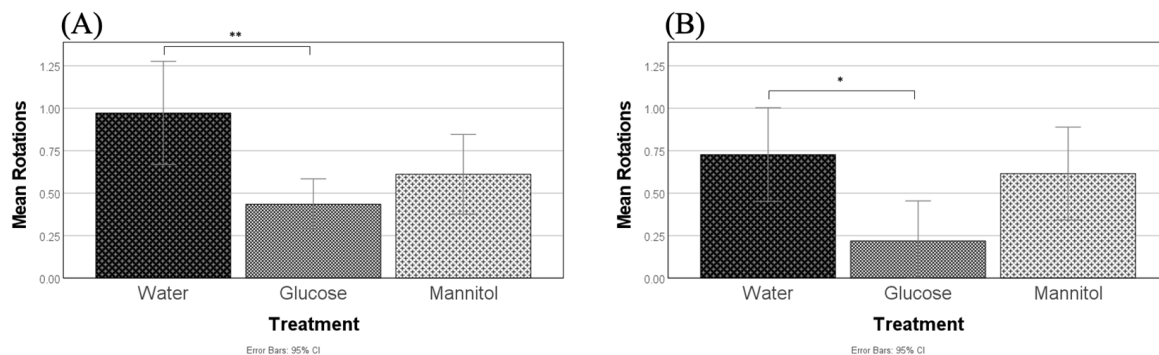 (A)
**
Mean Rotations
1.25
1.00
0.75
0.50
0.25
0.00
Water Glucose Mannitol
Treatment
Error Bars: 95% CI
(B)
*
Mean Rotations
1.25
1.00
0.75
0.50
0.25
0.00
Water Glucose Mannitol
Treatment
Error Bars: 95% CI